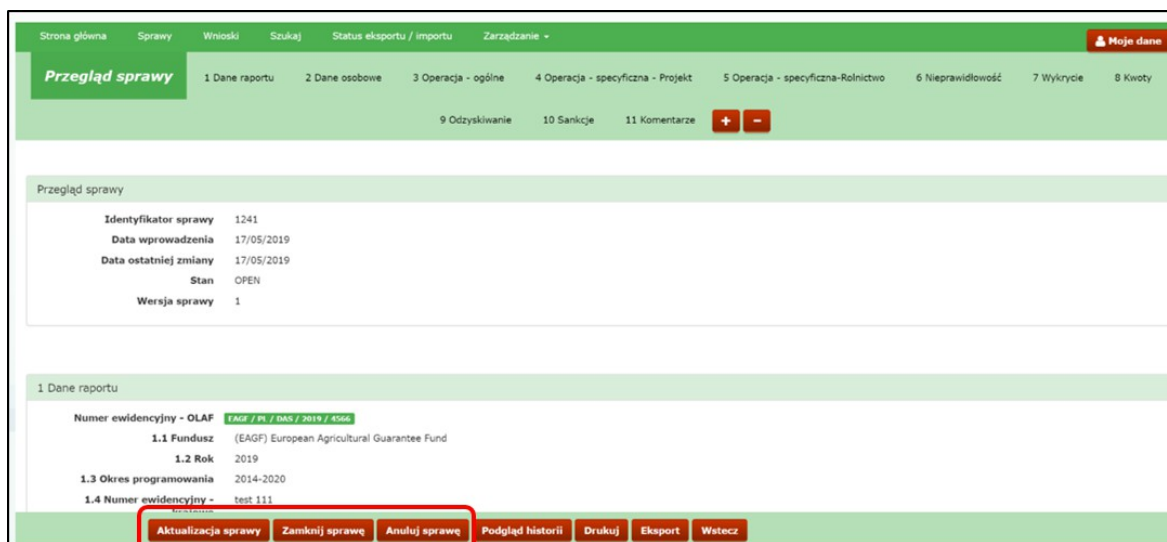 Strona główna Sprawy Wnioski Szukaj Status eksportu / importu Zarządzanie
Moje dane
Przegląd sprawy 1 Dane raportu 2 Dane osobowe 3 Operacja - ogólne 4 Operacja - specyficzna - Projekt 5 Operacja - specyficzna-Rolnictwo 6 Nieprawidłowość 7 Wykrycie 8 Kwoty
9 Odzyskiwanie 10 Sankcje 11 Komentarze + -
Przegląd sprawy
Identyfikator sprawy 1241
Data wprowadzenia 17/05/2019
Data ostatniej zmiany 17/05/2019
Stan OPEN
Wersja sprawy 1
1 Dane raportu
Numer ewidencyjny - OLAF EAGF / PL / DAS / 2019 / 4566
1.1 Fundusz (EAGF) European Agricultural Guarantee Fund
1.2 Rok 2019
1.3 Okres programowania 2014-2020
1.4 Numer ewidencyjny - test 111
Aktualizacja sprawy Zamknij sprawę Anuluj sprawę Podgląd historii Drukuj Eksport Wstecz